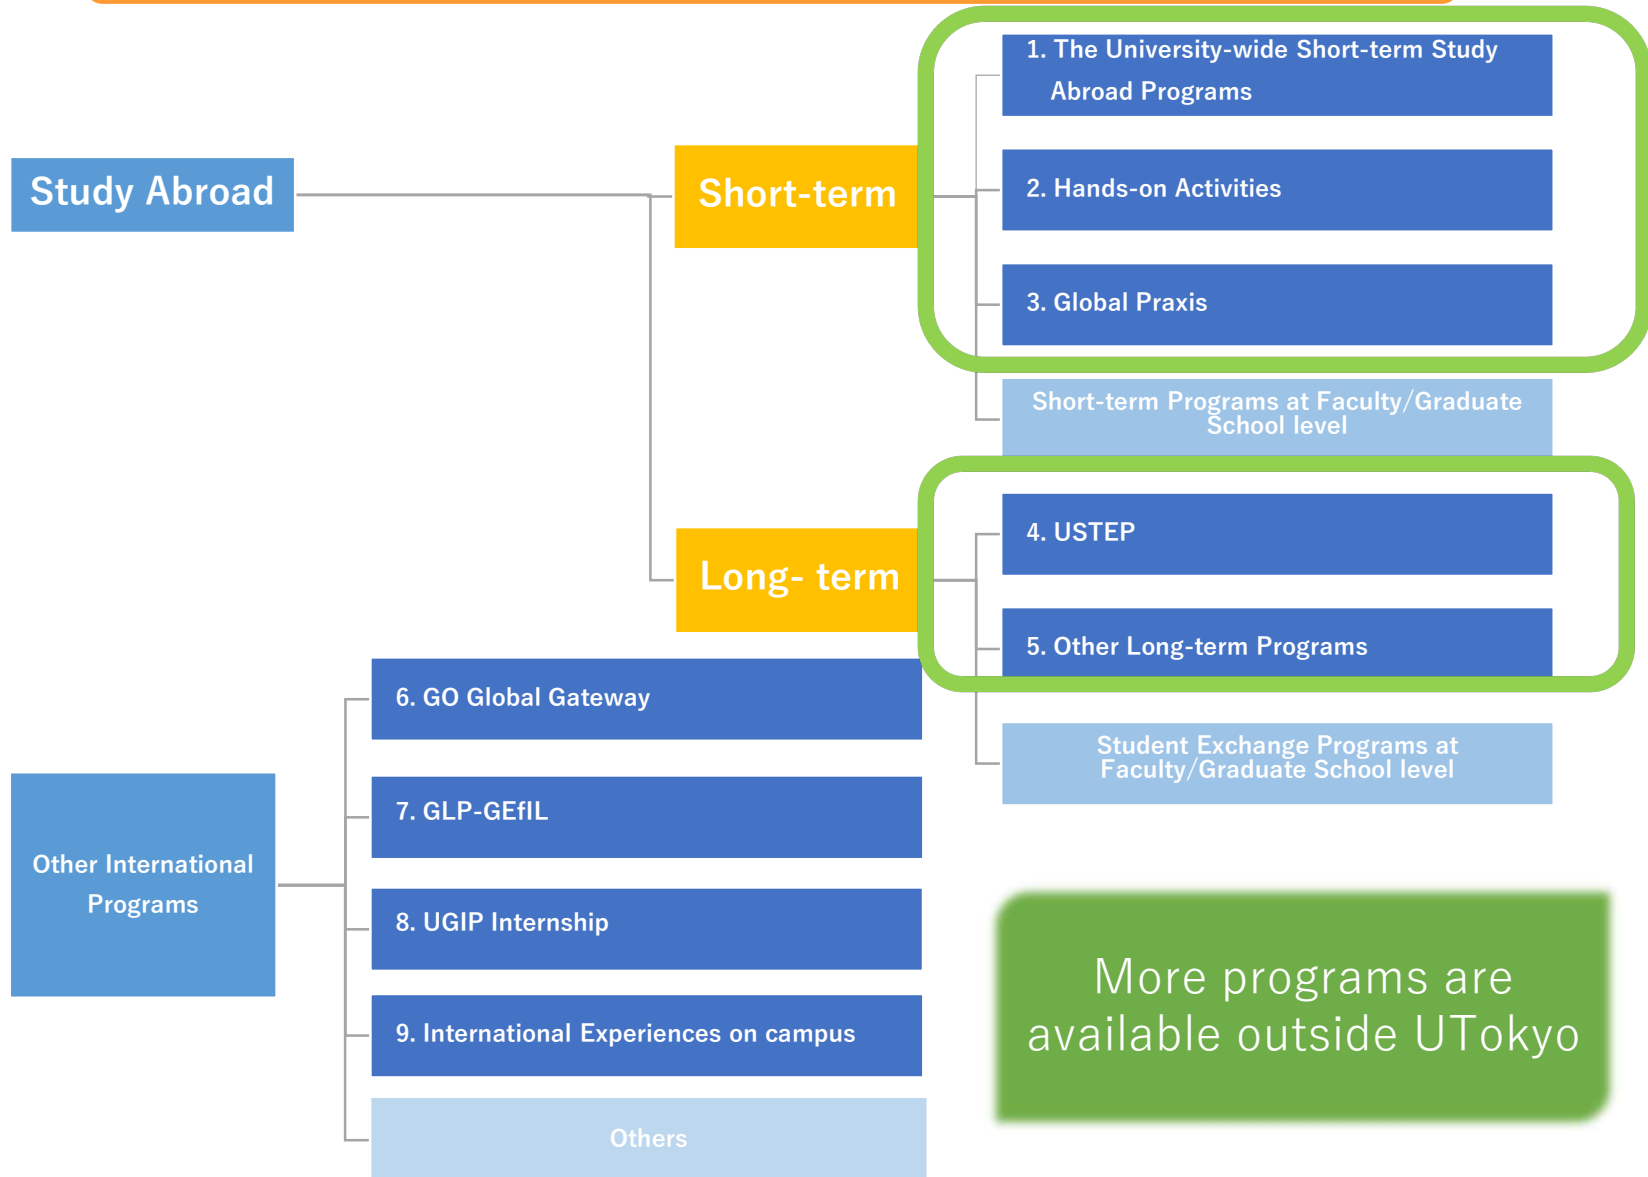 Study Abroad
Short-term
1. The University-wide Short-term Study
Abroad Programs
2. Hands-on Activities
3. Global Praxis
Short-term Programs at Faculty/Graduate
School level
Long- term
4. USTEP
5. Other Long-term Programs
Student Exchange Programs at
Faculty/Graduate School level
Other International
Programs
6. GO Global Gateway
7. GLP-GEfIL
8. UGIP Internship
9. International Experiences on campus
Others
More programs are
available outside UTokyo